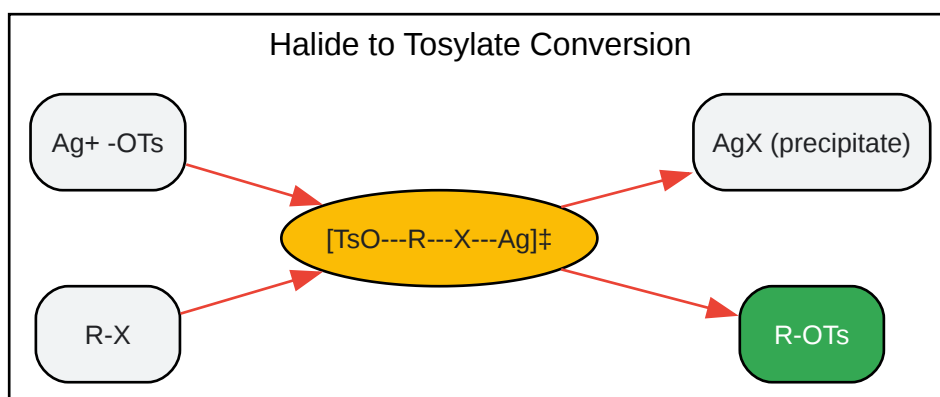 Halide to Tosylate Conversion
Ag+ -OTs
AgX (precipitate)
[TsO---R---X---Ag]‡
R-X
R-OTs